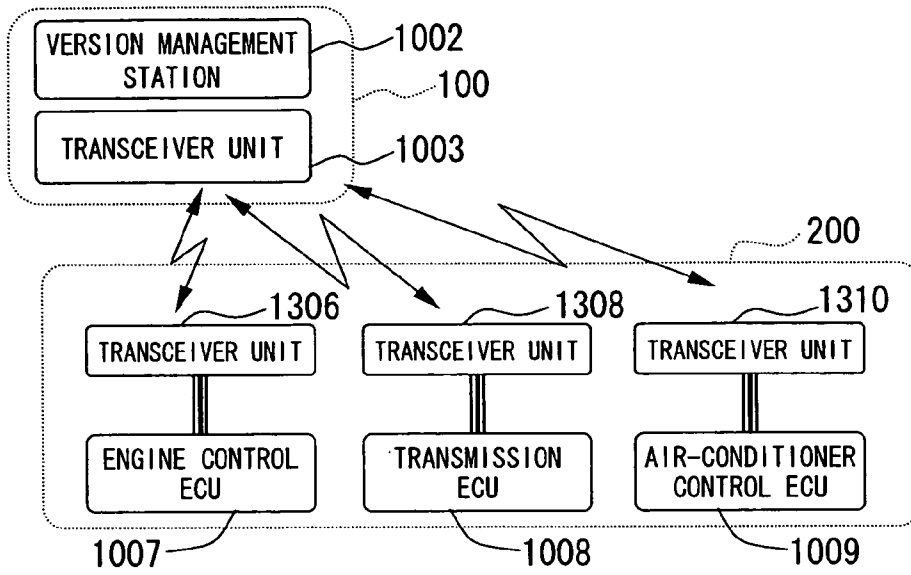 VERSION MANAGEMENT
STATION
1002
100
TRANSCEIVER UNIT
1003
200
1306
1308
1310
TRANSCEIVER UNIT
TRANSCEIVER UNIT
TRANSCEIVER UNIT
ENGINE CONTROL
ECU
TRANSMISSION
ECU
AIR-CONDITIONER
CONTROL ECU
1007
1008
1009